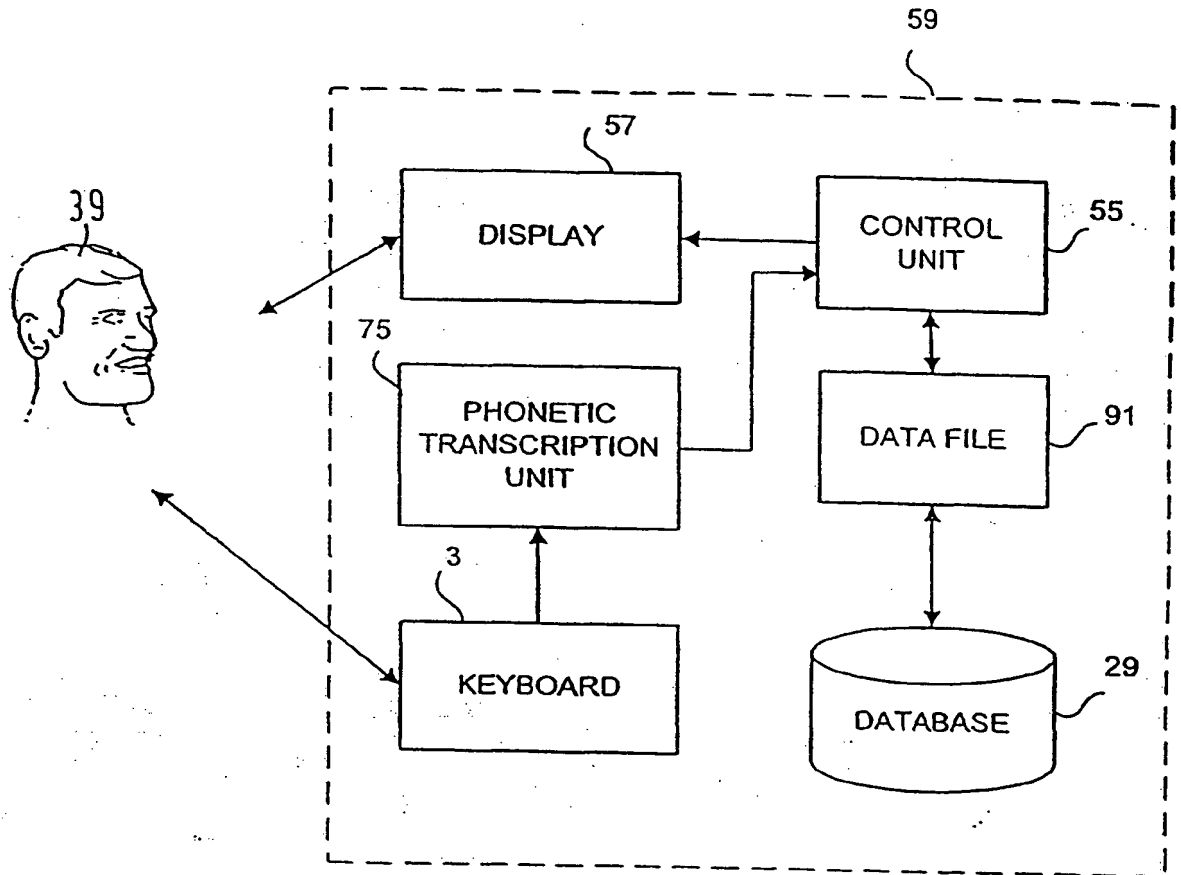 59
57
DISPLAY
CONTROL
UNIT
55
39
75
PHONETIC
TRANSCRIPTION
UNIT
DATA FILE
91
3
KEYBOARD
DATABASE
29